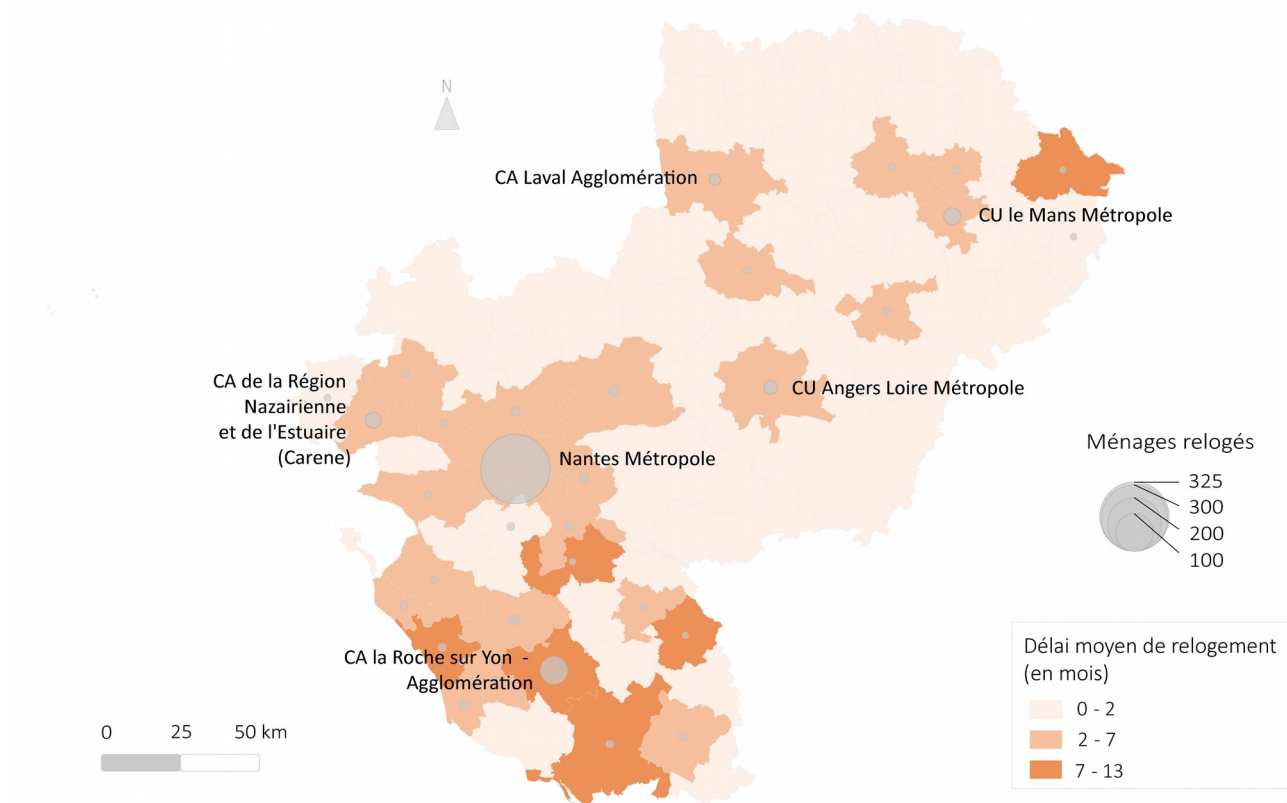 N
CA Laval Agglomération
CU le Mans Métropole
CA de la Région
Nazairienne
et de l'Estuaire
(Carene)
CU Angers Loire Métropole
Nantes Métropole
CA la Roche sur Yon -
Agglomération
Ménages relogés
325
300
200
100
Délai moyen de relogement
(en mois)
0 - 2
2 - 7
7 - 13
0 25 50 km